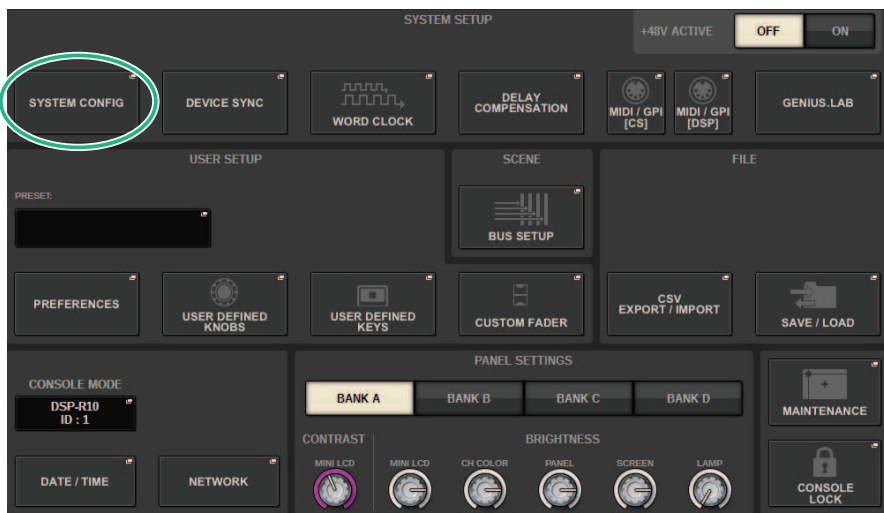 SYSTEM SETUP
+48V ACTIVE
OFF
ON
SYSTEM CONFIG
DEVICE SYNC
WORD CLOCK
DELAY
COMPENSATION
MIDI / GPI
[CS]
MIDI / GPI
[DSP]
GENIUS.LAB
USER SETUP
SCENE
FILE
PRESET:
BUS SETUP
PREFERENCES
USER DEFINED
KNOBS
USER DEFINED
KEYS
CUSTOM FADER
CSV
EXPORT / IMPORT
SAVE / LOAD
CONSOLE MODE
DSP-R10
ID : 1
PANEL SETTINGS
BANK A
BANK B
BANK C
BANK D
MAINTENANCE
CONTRAST
BRIGHTNESS
MINI LCD
MINI LCD
CH COLOR
PANEL
SCREEN
LAMP
DATE / TIME
NETWORK
CONSOLE
LOCK